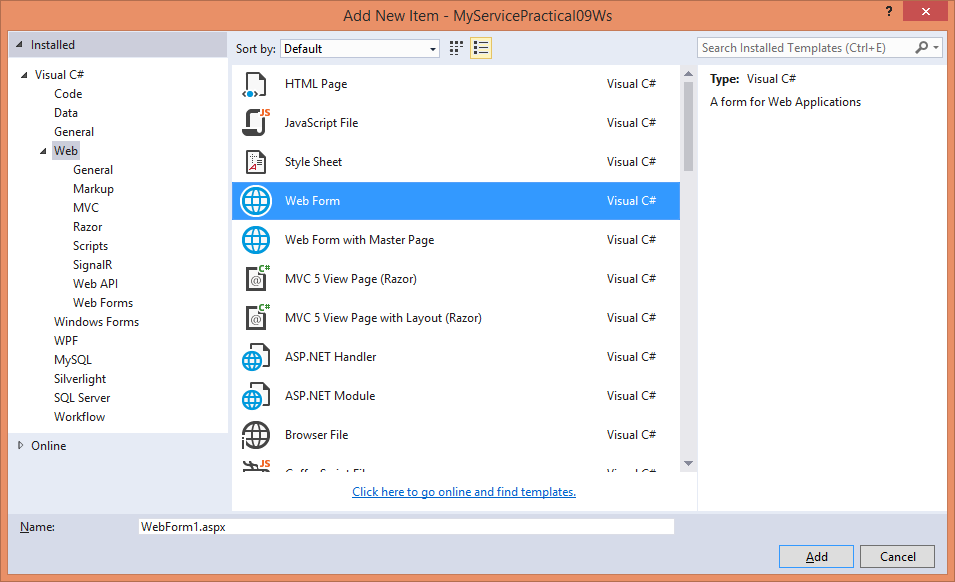 Add New Item - MyServicePractical09Ws
? x
Installed
Sort by: Default
Search Installed Templates (Ctrl+E)
Visual C#
Code
Data
General
Web
General
Markup
MVC
Razor
Scripts
SignalR
Web API
Web Forms
Windows Forms
WPF
MySQL
Silverlight
SQL Server
Workflow
Online
HTML Page Visual C#
JavaScript File Visual C#
Style Sheet Visual C#
Web Form Visual C#
Web Form with Master Page Visual C#
MVC 5 View Page (Razor) Visual C#
MVC 5 View Page with Layout (Razor) Visual C#
ASP.NET Handler Visual C#
ASP.NET Module Visual C#
Browser File Visual C#
Click here to go online and find templates.
Type: Visual C#
A form for Web Applications
Name: WebForm1.aspx
Add Cancel